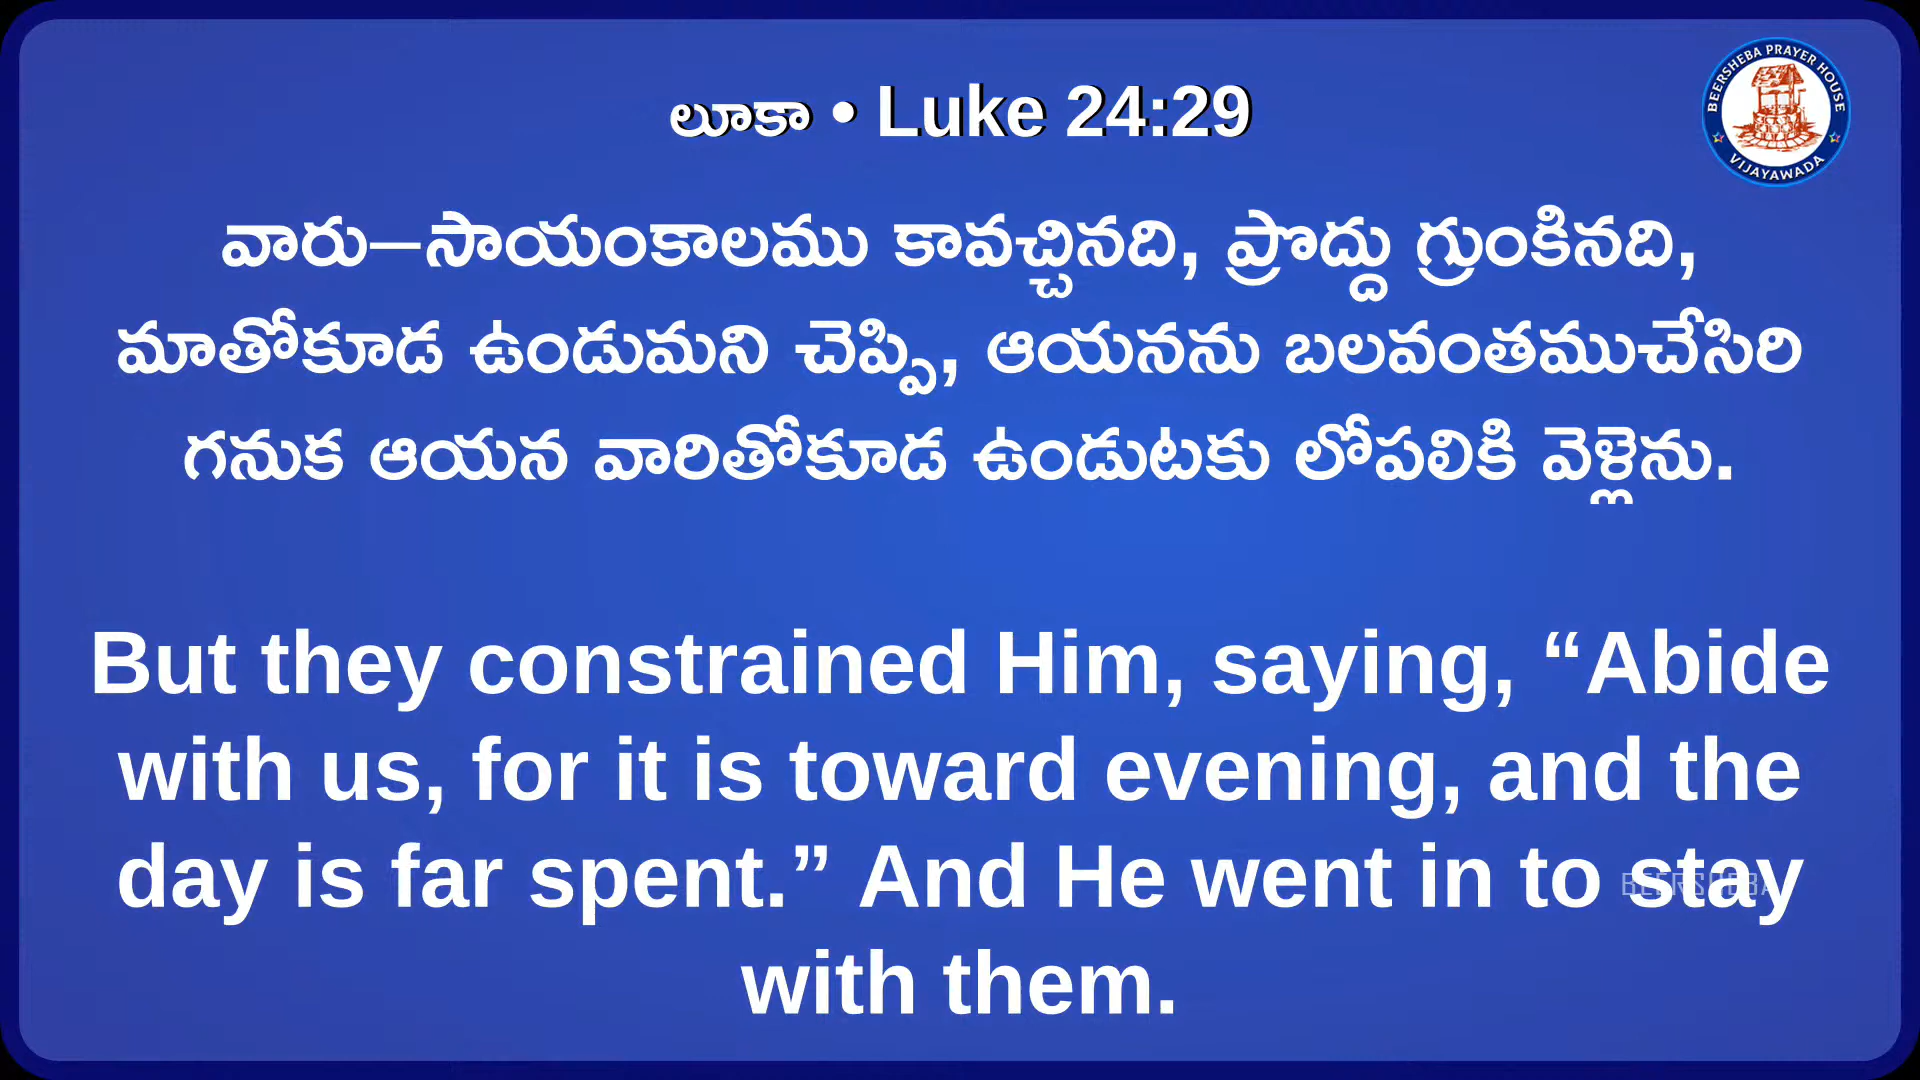 లూకా • Luke 24:29
BEERSHEBA PRAYER HOUSE
VIJAYAWADA
వారు–సాయంకాలము కావచ్చినది, ప్రొద్దు గ్రుంకినది,
మాతోకూడ ఉండుమని చెప్పి, ఆయనను బలవంతముచేసిరి
గనుక ఆయన వారితోకూడ ఉండుటకు లోపలికి వెళ్లెను.
But they constrained Him, saying, “Abide
with us, for it is toward evening, and the
day is far spent.” And He went in to stay
BEERSHEBA
with them.